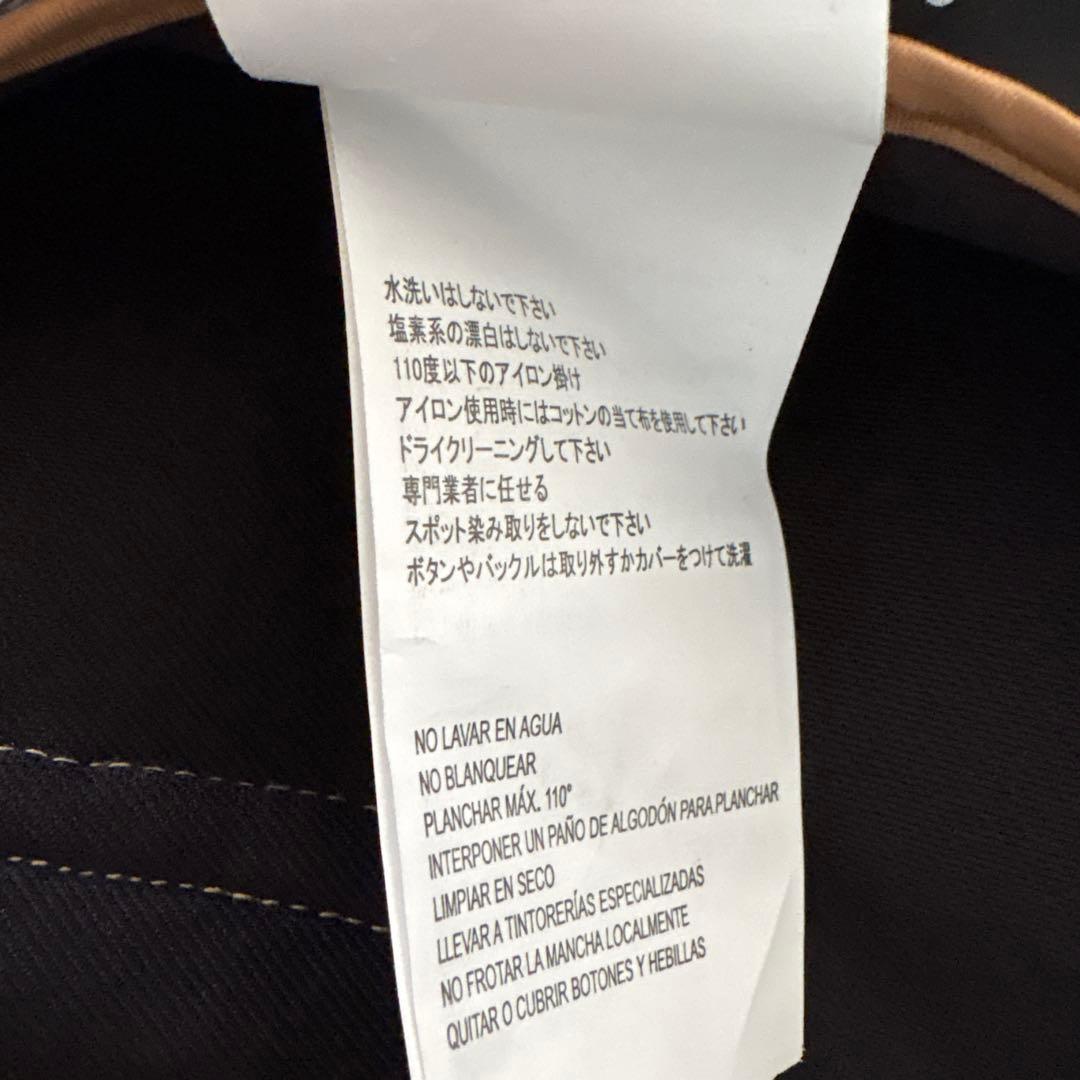 水洗いはしないで下さい
塩素系の漂白はしないで下さい
110度以下のアイロン掛け
アイロン使用時にはコットンの当て布を使用して下さい
ドライクリーニングして下さい
専門業者に任せる
スポット染み取りをしないで下さい
ボタンやバックルは取り外すかカバーをつけて洗濯
NO LAVAR EN AGUA
NO BLANQUEAR
PLANCHAR MÁX. 110°
INTERPONER UN PAÑO DE ALGODÓN PARA PLANCHAR
LIMPIAR EN SECO
LLEVAR A TINTORERÍAS ESPECIALIZADAS
NO FROTAR LA MANCHA LOCALMENTE
QUITAR O CUBRIR BOTONES Y HEBILLAS